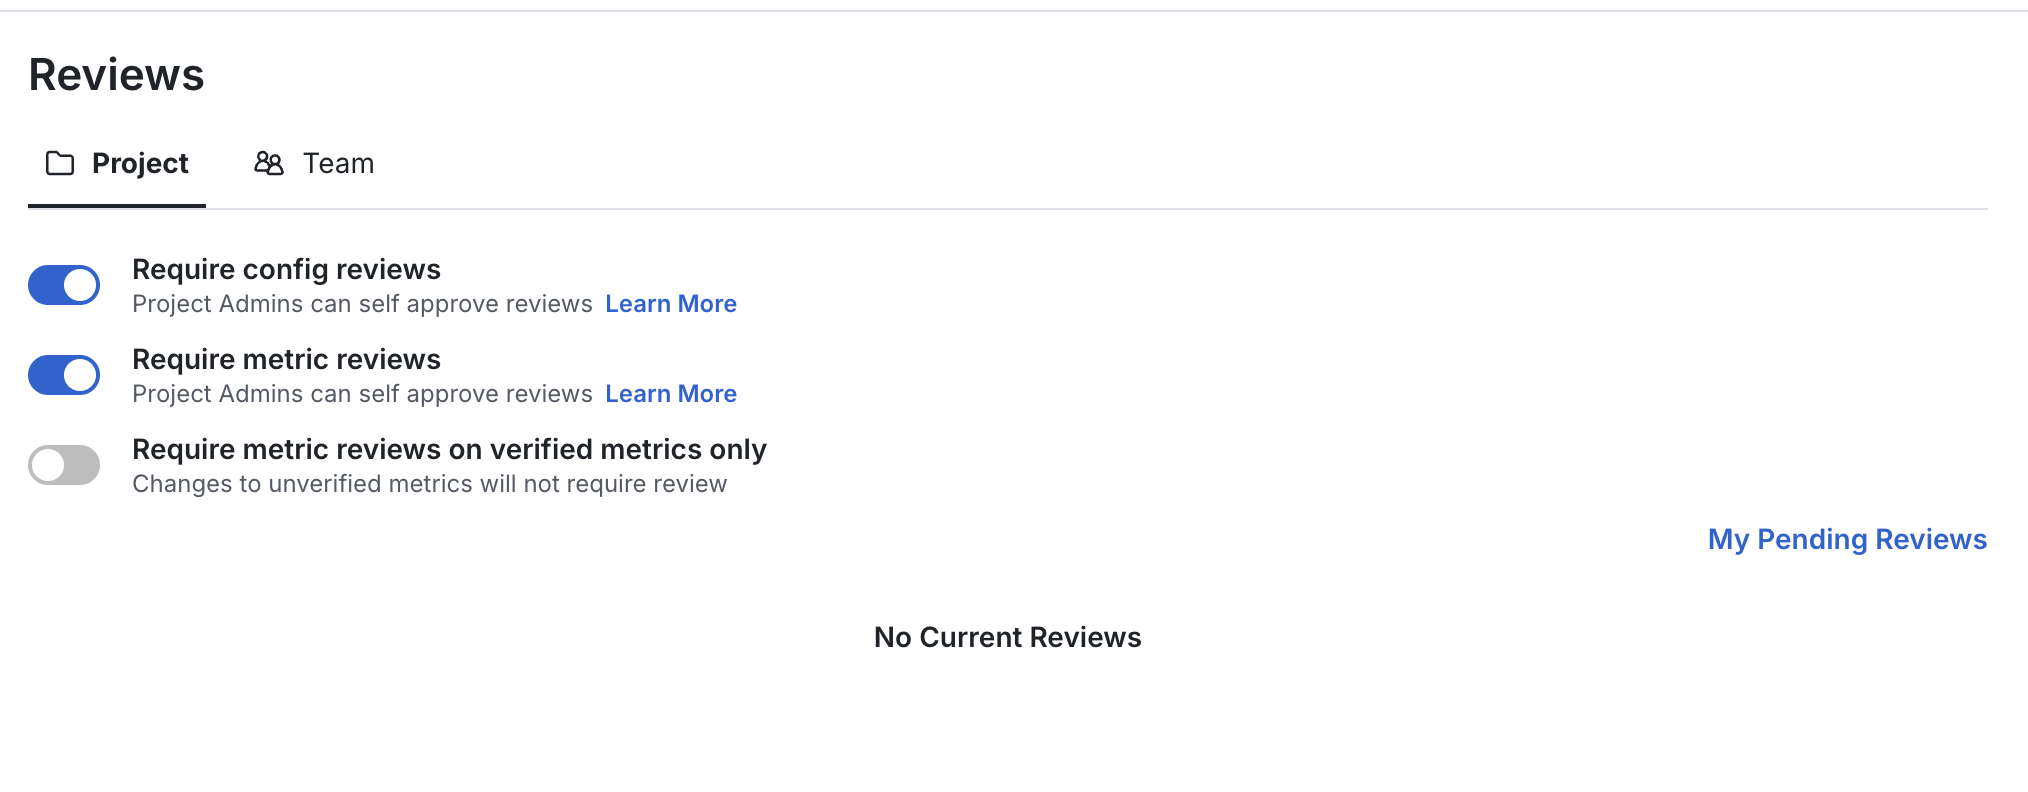 Reviews
Project
Team
Require config reviews
Project Admins can self approve reviews Learn More
Require metric reviews
Project Admins can self approve reviews Learn More
Require metric reviews on verified metrics only
Changes to unverified metrics will not require review
My Pending Reviews
No Current Reviews